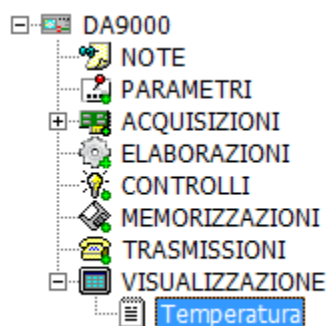 DA9000
NOTE
PARAMETRI
ACQUISIZIONI
ELABORAZIONI
CONTROLLI
MEMORIZZAZIONI
TRASMISSIONI
VISUALIZZAZIONE
Temperatura